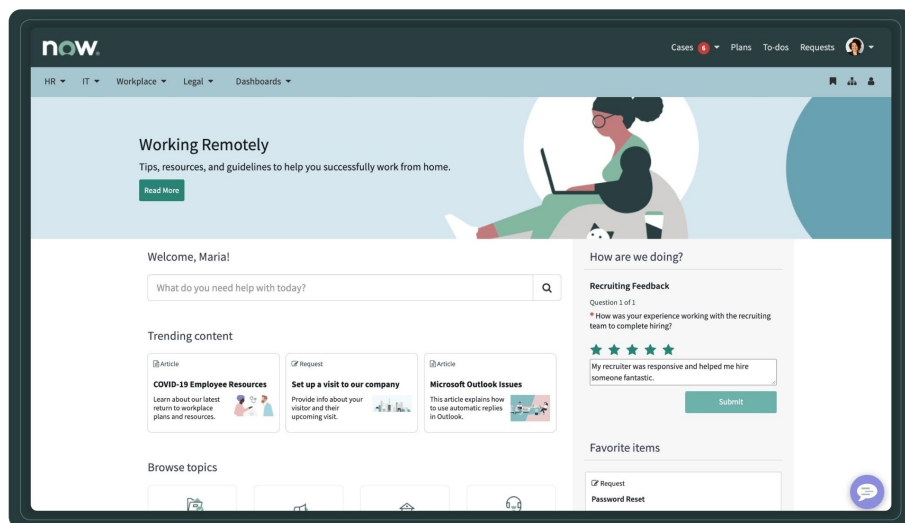 now.
Cases 6 Plans To-dos Requests
HR IT Workplace Legal Dashboards
Working Remotely
Tips, resources, and guidelines to help you successfully work from home.
Read More
Welcome, Maria!
What do you need help with today?
Trending content
Article
COVID-19 Employee Resources
Learn about our latest
return to workplace
plans and resources.
Request
Set up a visit to our company
Provide info about your
visitor and their
upcoming visit.
Article
Microsoft Outlook Issues
This article explains how
to use automatic replies
in Outlook.
Browse topics
How are we doing?
Recruiting Feedback
Question 1 of 1
* How was your experience working with the recruiting
team to complete hiring?
My recruiter was responsive and helped me hire
someone fantastic.
Submit
Favorite items
Request
Password Reset